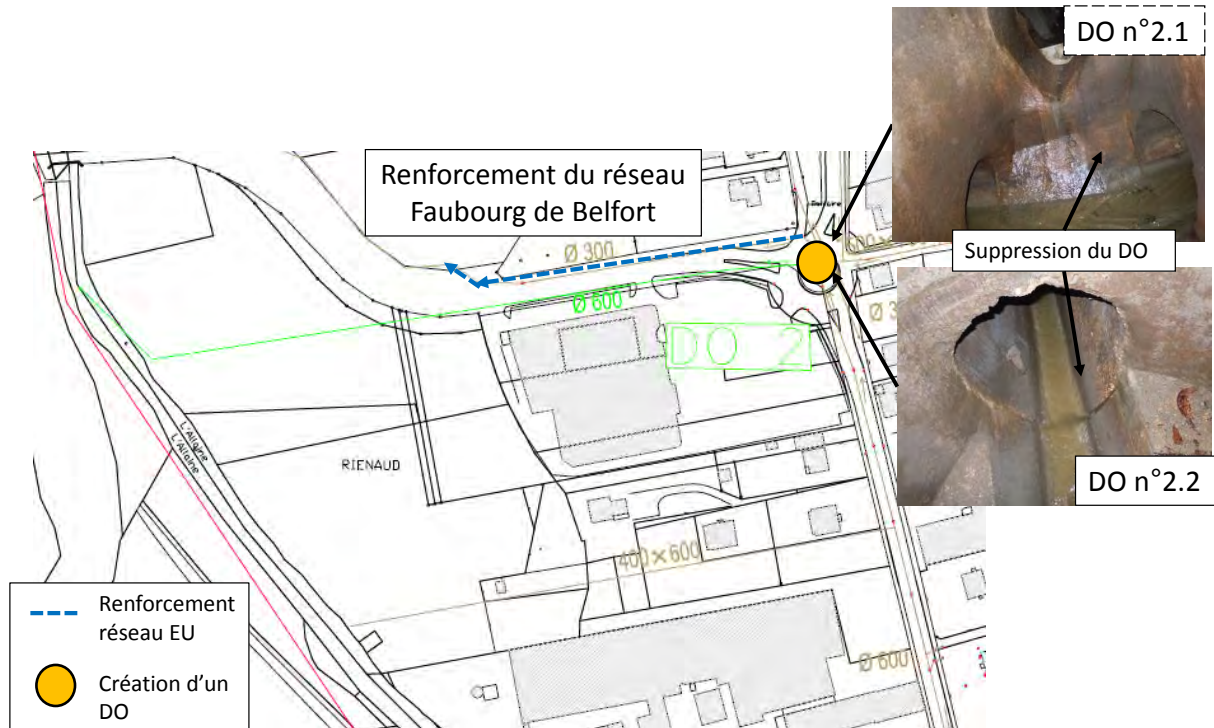 DO n°2.1
Renforcement du réseau
Faubourg de Belfort
Ø 300
Suppression du DO
Ø 600
DO 2
Ø 3
L'Allaine
L'Allaine
RIENAUD
DO n°2.2
400×600
Ø 600
Renforcement
réseau EU
Création d'un
DO